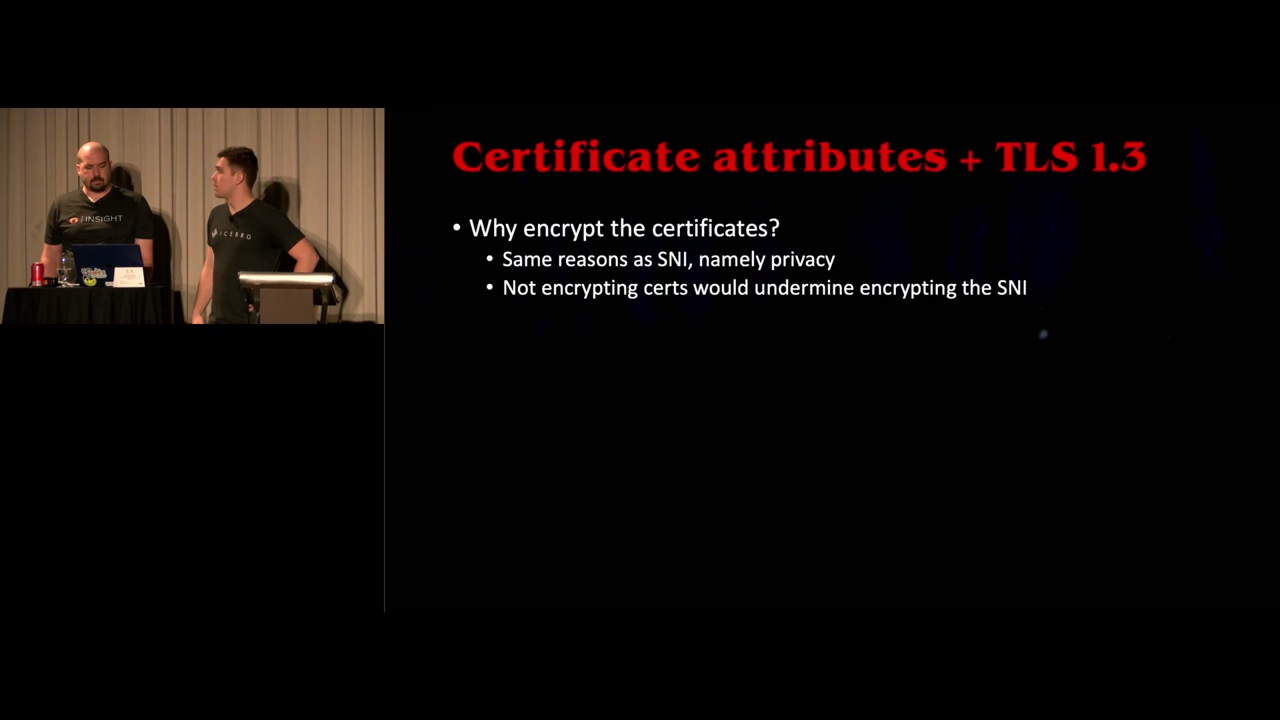 INSIGHT
ICEBRG
Certificate attributes + TLS 1.3
• Why encrypt the certificates?
• Same reasons as SNI, namely privacy
• Not encrypting certs would undermine encrypting the SNI